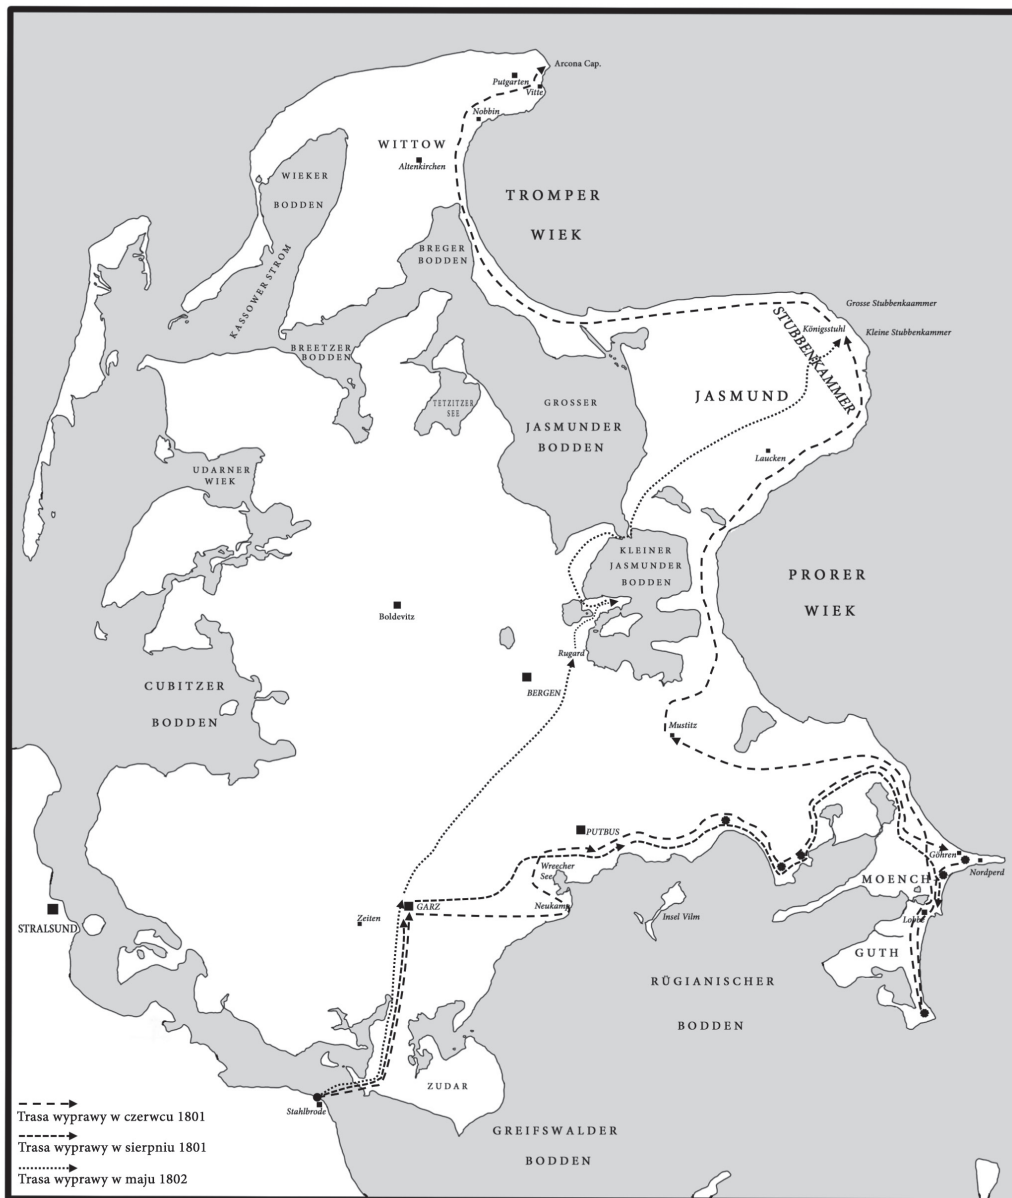 Arcona Cap.
Putgarten
Vitte
Nobbin
WITTOW
Altenkirchen
WIEKER
BODDEN
TROMPER
WIEK
BREGER
BODDEN
KASSOWERSTROM
Grosse Stubbenkaammer
Königsstuhl
Kleine Stubbenkammer
STUBBENKAMMER
BREETZER
BODDEN
TETZITZER
SEE
GROSSER
JASMUNDER
BODDEN
JASMUND
Laucken
UDARNER
WIEK
KLEINER
JASMUNDER
BODDEN
PRORER
WIEK
Boldevitz
Rugard
BERGEN
CUBITZER
BODDEN
Mustitz
PUTBUS
Wreecher
See
Göhren
Nordperd
MOENCH
GARZ
Neukamp
Insel Vilm
Lobbe
Zeiten
STRALSUND
GUTH
RÜGIANISCHER
BODDEN
ZUDAR
Stahlbrode
GREIFSWALDER
BODDEN
Trasa wyprawy w czerwcu 1801
Trasa wyprawy w sierpniu 1801
Trasa wyprawy w maju 1802